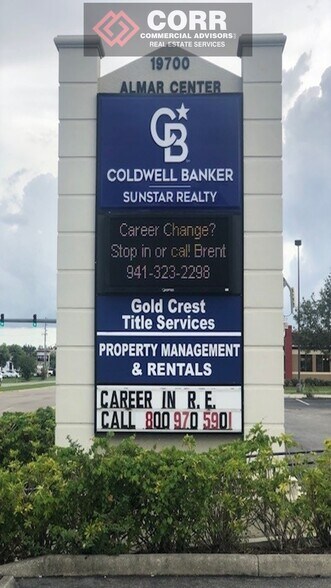 CORR
COMMERCIAL ADVISORS
REAL ESTATE SERVICES
19700
ALMAR CENTER
CB
COLDWELL BANKER
SUNSTAR REALTY
Career Change?
Stop in or call Brent
941-323-2298
Gold Crest
Title Services
PROPERTY MANAGEMENT
& RENTALS
CAREER IN R.E.
CALL 800 970 5901